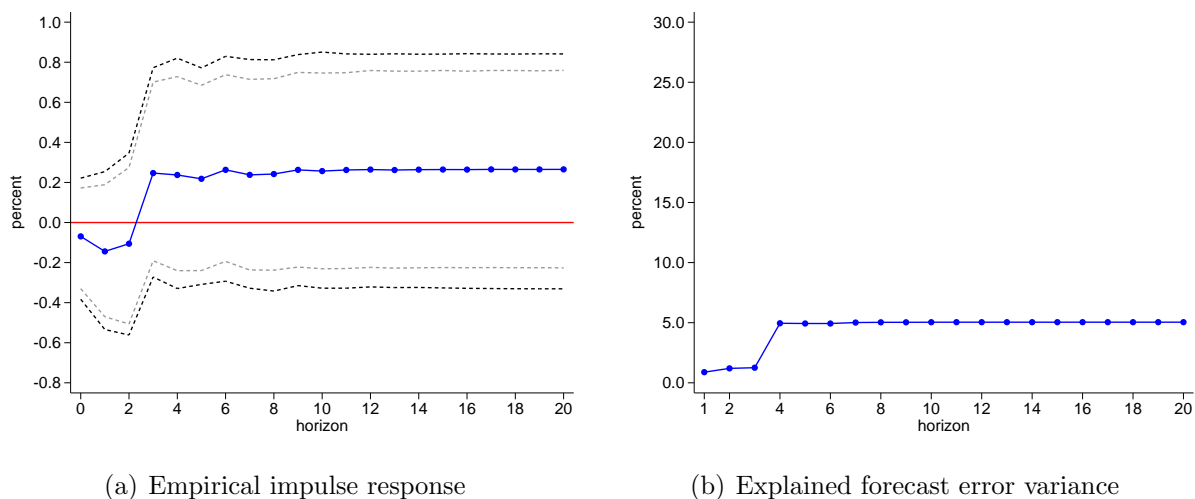 1.0
0.8
0.6
0.4
0.2
0.0
-0.2
-0.4
-0.6
-0.8
percent
0 2 4 6 8 10 12 14 16 18 20
horizon
(a) Empirical impulse response
30.0
25.0
20.0
15.0
10.0
5.0
0.0
percent
1 2 4 6 8 10 12 14 16 18 20
horizon
(b) Explained forecast error variance